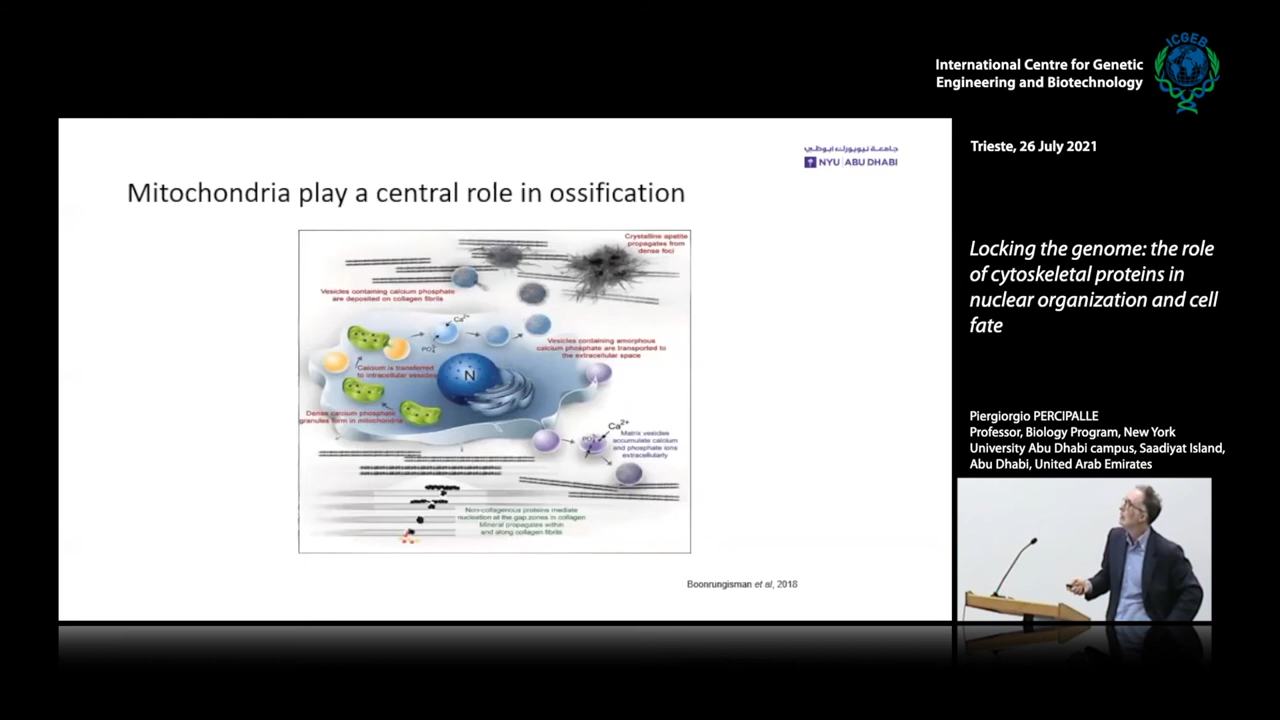 International Centre for Genetic
Engineering and Biotechnology
ICGEB
Trieste, 26 July 2021
Locking the genome: the role
of cytoskeletal proteins in
nuclear organization and cell
fate
Piergiorgio PERCIPALLE
Professor, Biology Program, New York
University Abu Dhabi campus, Saadiyat Island,
Abu Dhabi, United Arab Emirates
جامعة نيويورك أبوظبي
NYU ABU DHABI
Mitochondria play a central role in ossification
Crystalline apatite
propagates from
dense foci
Vesicles containing calcium phosphate
are deposited on collagen fibrils
Ca2+
PO4
Vesicles containing amorphous
calcium phosphate are transported to
the extracellular space
Calcium is transferred
to intracellular vesicles
N
Dense calcium phosphate
granules form in mitochondria
Ca2+
PO4
Matrix vesicles
accumulate calcium
and phosphate ions
extracellularly
Non-collagenous proteins mediate
nucleation at the gap zones in collagen
Mineral propagates within
and along collagen fibrils
Boonrungisman et al, 2018